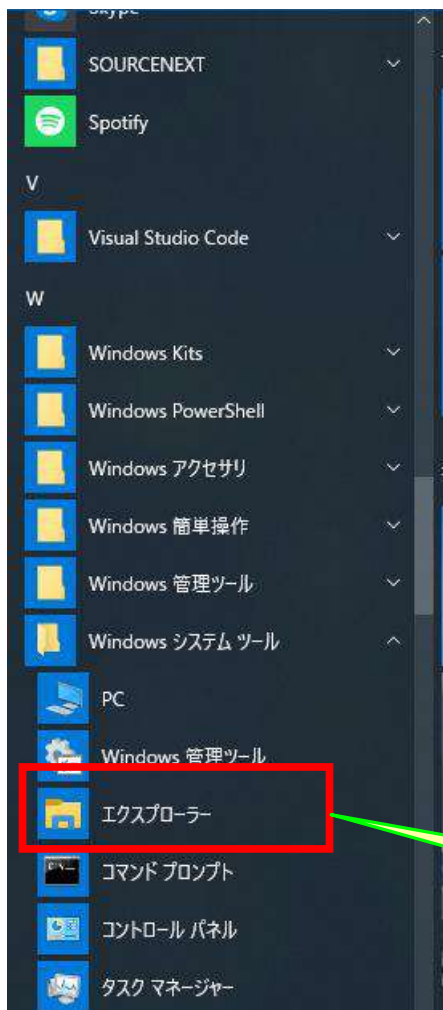 Skype
SOURCENEXT
Spotify
V
Visual Studio Code
W
Windows Kits
Windows PowerShell
Windows アクセサリ
Windows 簡単操作
Windows 管理ツール
Windows システム ツール
PC
Windows 管理ツール
エクスプローラー
コマンド プロンプト
コントロール パネル
タスク マネージャー